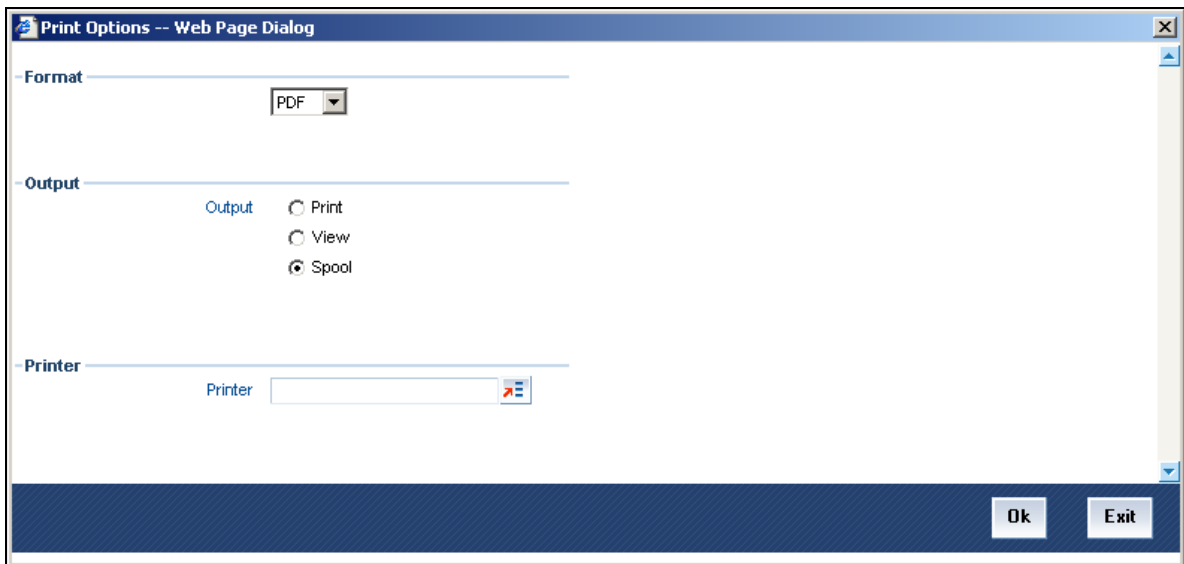 Print Options -- Web Page Dialog
Format
PDF
Output
Output Print
View
Spool
Printer
Printer
Ok Exit